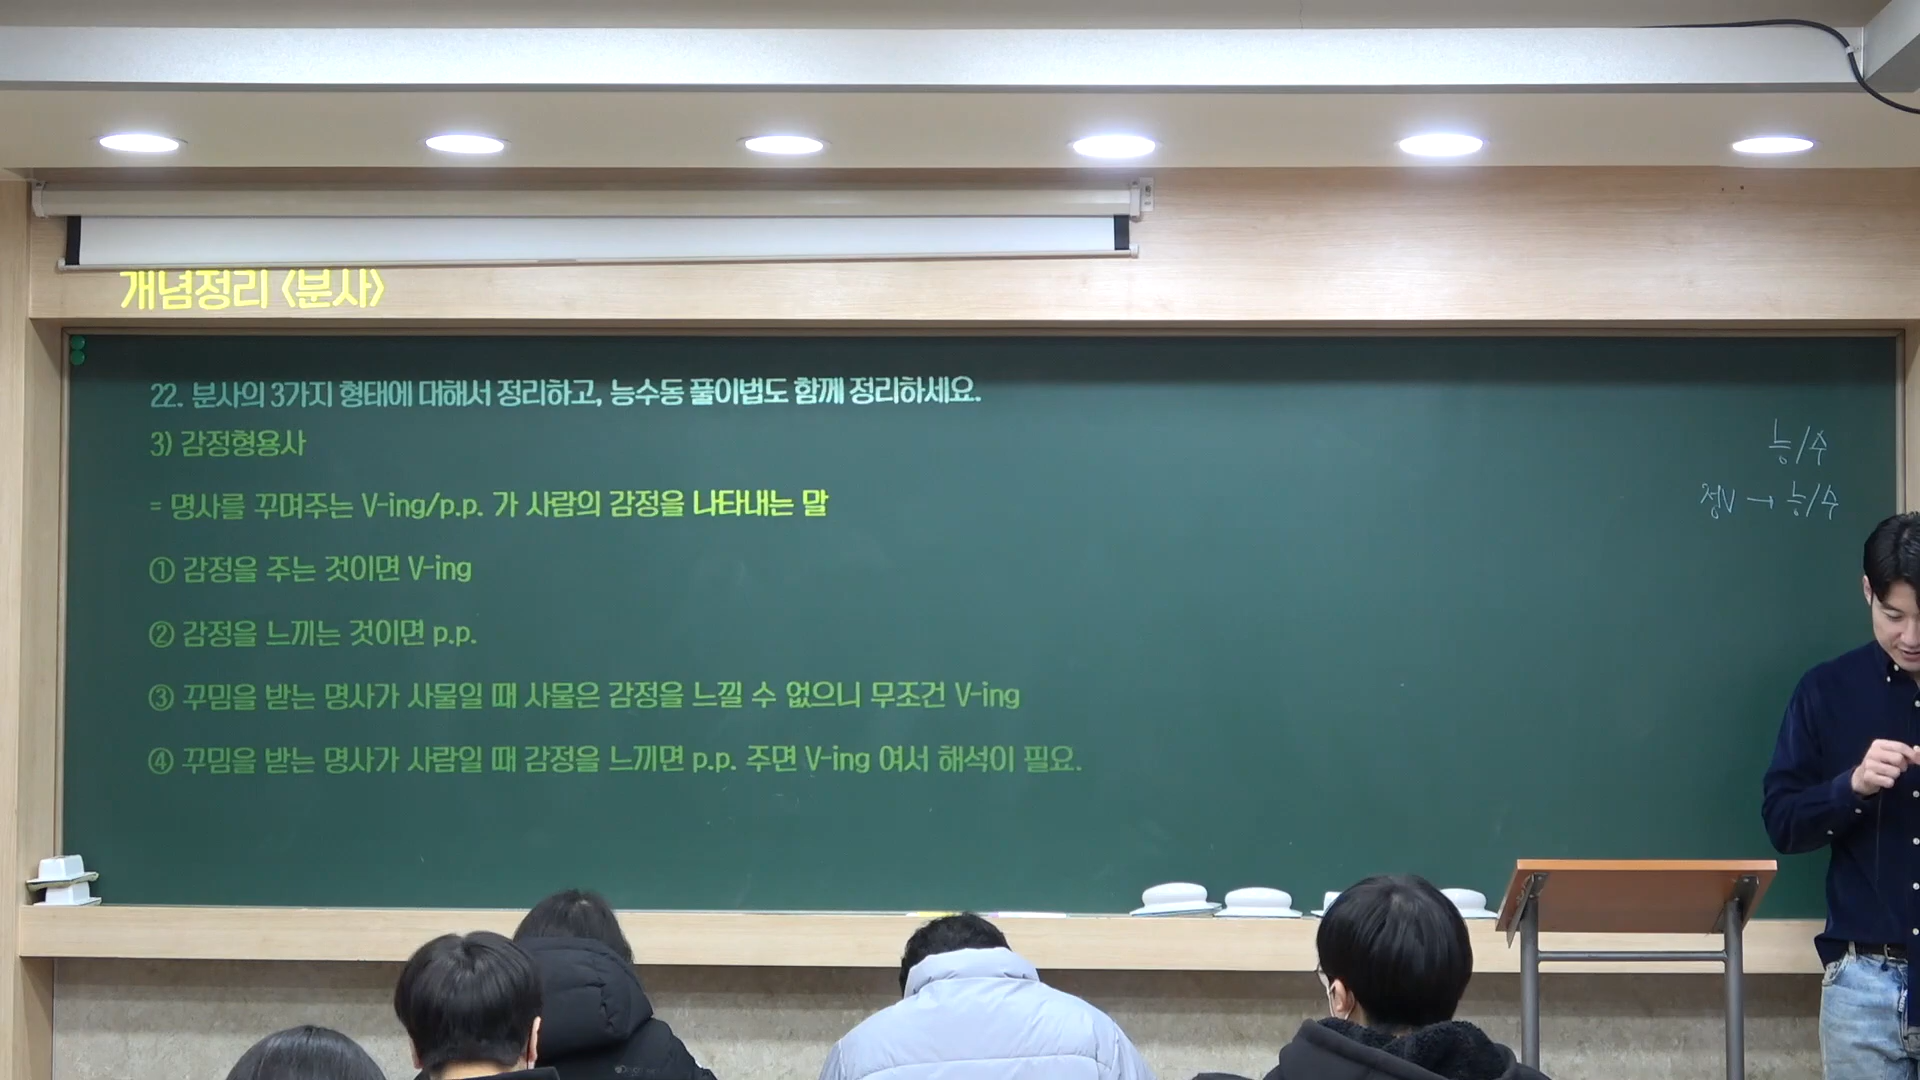 개념정리 <분사>
22. 분사의 3가지 형태에 대해서 정리하고, 능수동 풀이법도 함께 정리하세요.
3) 감정형용사
= 명사를 꾸며주는 V-ing/p.p. 가 사람의 감정을 나타내는 말
① 감정을 주는 것이면 V-ing
② 감정을 느끼는 것이면 p.p.
③ 꾸밈을 받는 명사가 사물일 때 사물은 감정을 느낄 수 없으니 무조건 V-ing
④ 꾸밈을 받는 명사가 사람일 때 감정을 느끼면 p.p. 주면 V-ing 여서 해석이 필요.
능/수
정V → 능/수